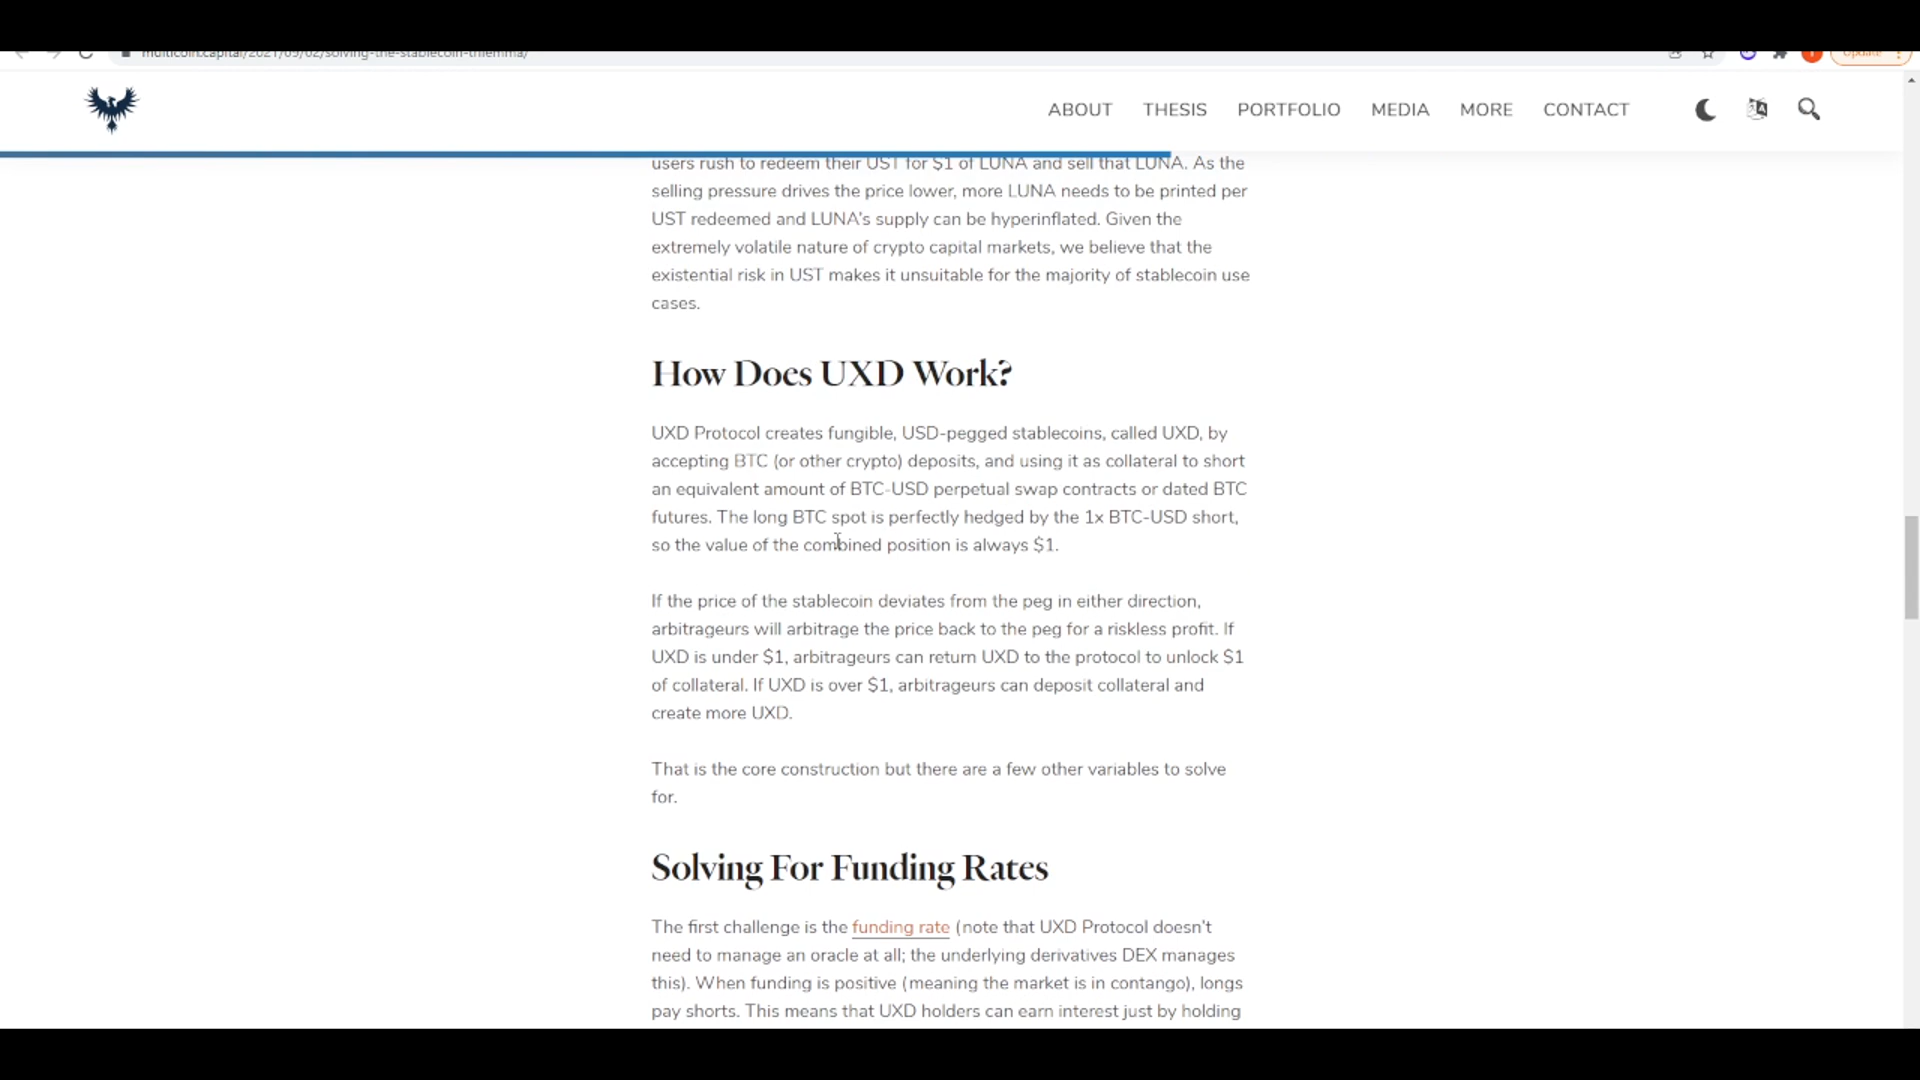 multicoin.capital/2021/09/02/solving-the-stablecoin-trilemma/
Update
ABOUT THESIS PORTFOLIO MEDIA MORE CONTACT
users rush to redeem their UST for $1 of LUNA and sell that LUNA. As the
selling pressure drives the price lower, more LUNA needs to be printed per
UST redeemed and LUNA's supply can be hyperinflated. Given the
extremely volatile nature of crypto capital markets, we believe that the
existential risk in UST makes it unsuitable for the majority of stablecoin use
cases.
How Does UXD Work?
UXD Protocol creates fungible, USD-pegged stablecoins, called UXD, by
accepting BTC (or other crypto) deposits, and using it as collateral to short
an equivalent amount of BTC-USD perpetual swap contracts or dated BTC
futures. The long BTC spot is perfectly hedged by the 1x BTC-USD short,
so the value of the combined position is always $1.
If the price of the stablecoin deviates from the peg in either direction,
arbitrageurs will arbitrage the price back to the peg for a riskless profit. If
UXD is under $1, arbitrageurs can return UXD to the protocol to unlock $1
of collateral. If UXD is over $1, arbitrageurs can deposit collateral and
create more UXD.
That is the core construction but there are a few other variables to solve
for.
Solving For Funding Rates
The first challenge is the funding rate (note that UXD Protocol doesn't
need to manage an oracle at all; the underlying derivatives DEX manages
this). When funding is positive (meaning the market is in contango), longs
pay shorts. This means that UXD holders can earn interest just by holding